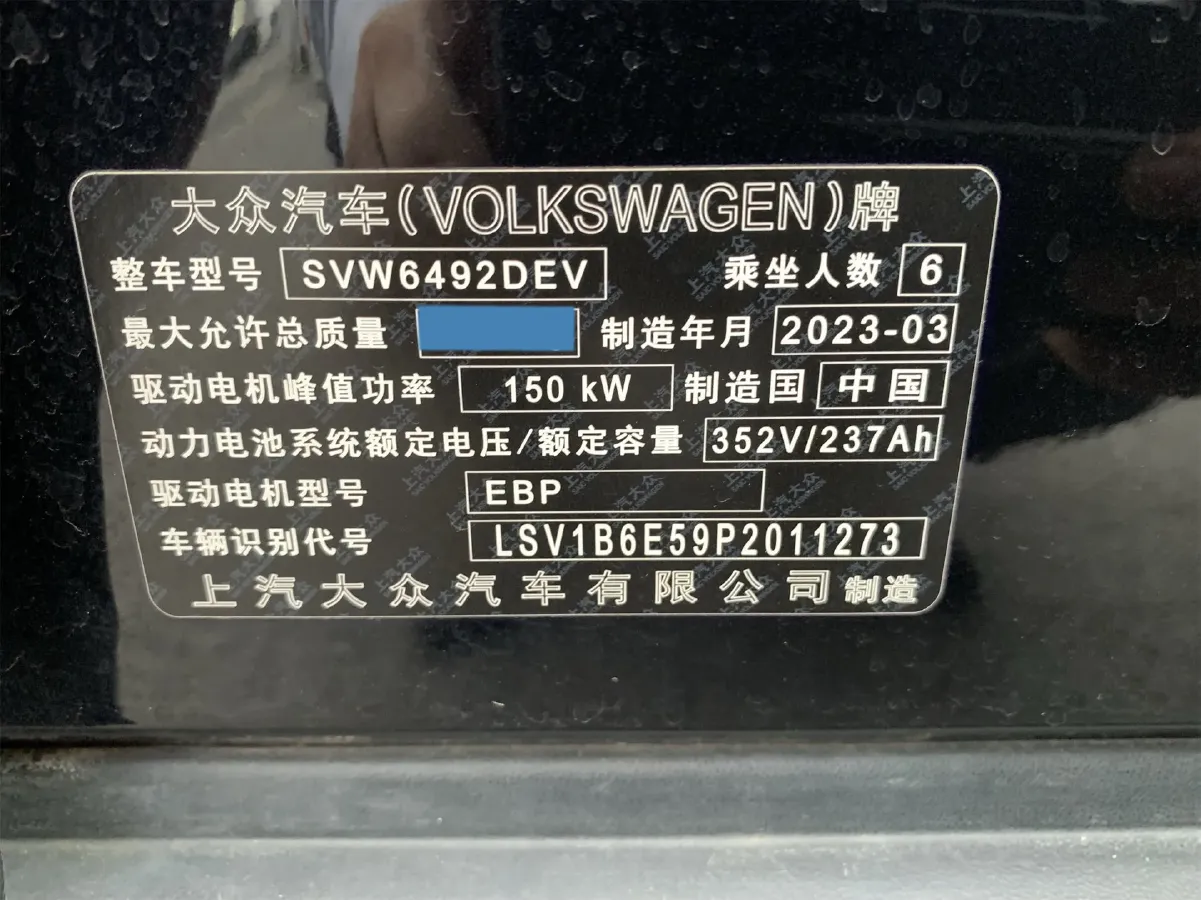 大众汽车(VOLKSWAGEN)牌
整车型号 SVW6492DEV 乘坐人数 6
最大允许总质量 制造年月 2023-03
驱动电机峰值功率 150 kW 制造国 中国
动力电池系统额定电压/额定容量 352V/237Ah
驱动电机型号 EBP
车辆识别代号 LSV1B6E59P2011273
上汽大众汽车有限公司制造